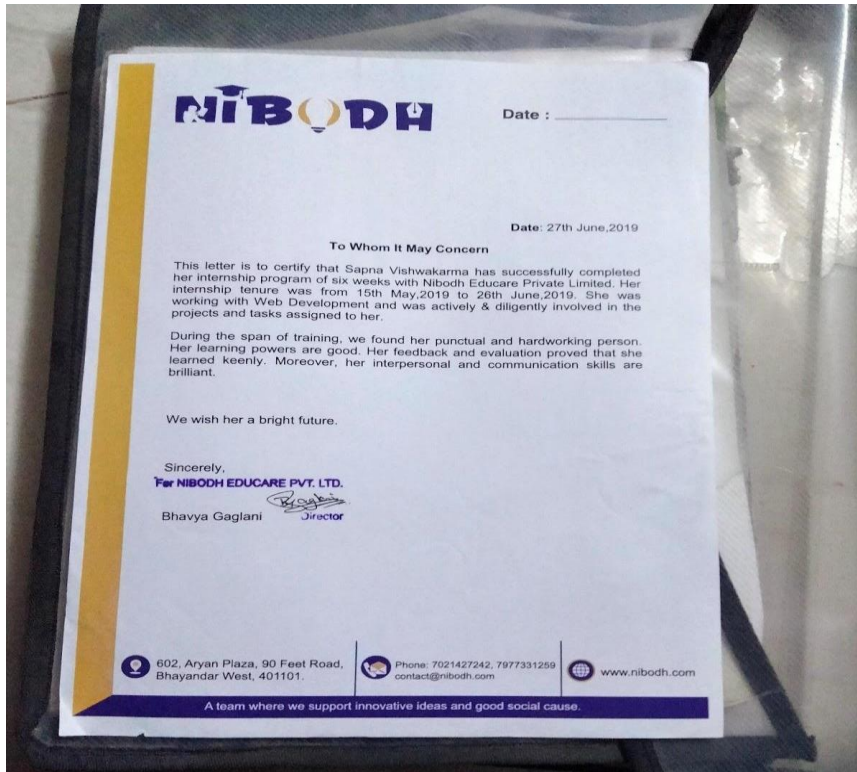 NiBODH
Date : ____________
Date: 27th June,2019
To Whom It May Concern
This letter is to certify that Sapna Vishwakarma has successfully completed
her internship program of six weeks with Nibodh Educare Private Limited. Her
internship tenure was from 15th May,2019 to 26th June,2019. She was
working with Web Development and was actively & diligently involved in the
projects and tasks assigned to her.
During the span of training, we found her punctual and hardworking person.
Her learning powers are good. Her feedback and evaluation proved that she
learned keenly. Moreover, her interpersonal and communication skills are
brilliant.
We wish her a bright future.
Sincerely,
For NIBODH EDUCARE PVT. LTD.
Bhavya Gaglani
Director
602, Aryan Plaza, 90 Feet Road,
Bhayandar West, 401101.
Phone: 7021427242, 7977331259
contact@nibodh.com
www.nibodh.com
A team where we support innovative ideas and good social cause.